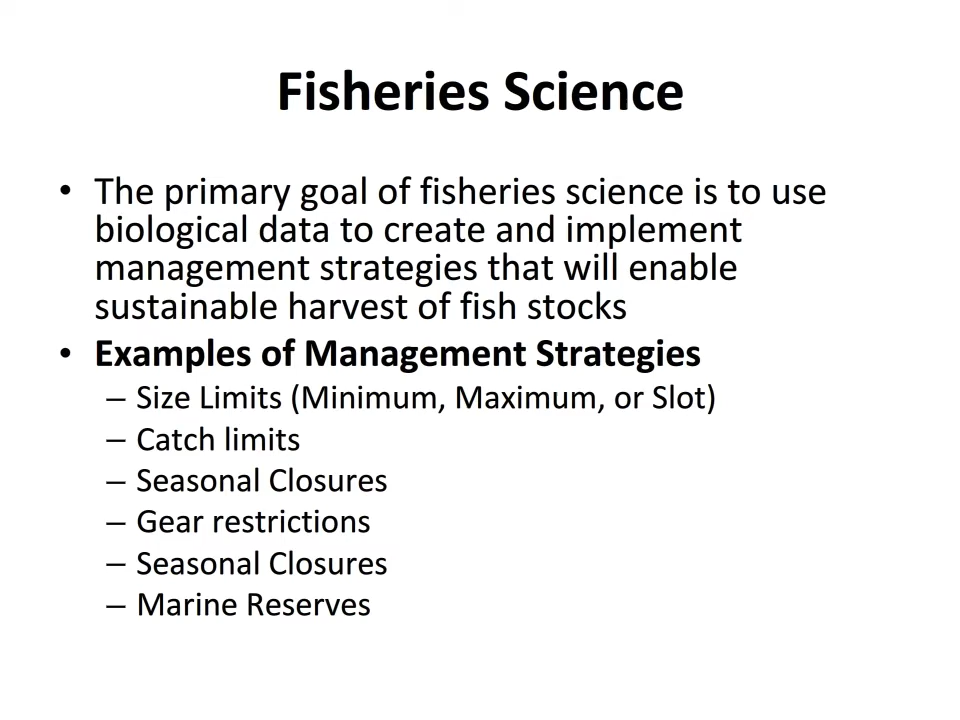 Fisheries Science
• The primary goal of fisheries science is to use
biological data to create and implement
management strategies that will enable
sustainable harvest of fish stocks
• Examples of Management Strategies
– Size Limits (Minimum, Maximum, or Slot)
– Catch limits
– Seasonal Closures
– Gear restrictions
– Seasonal Closures
– Marine Reserves